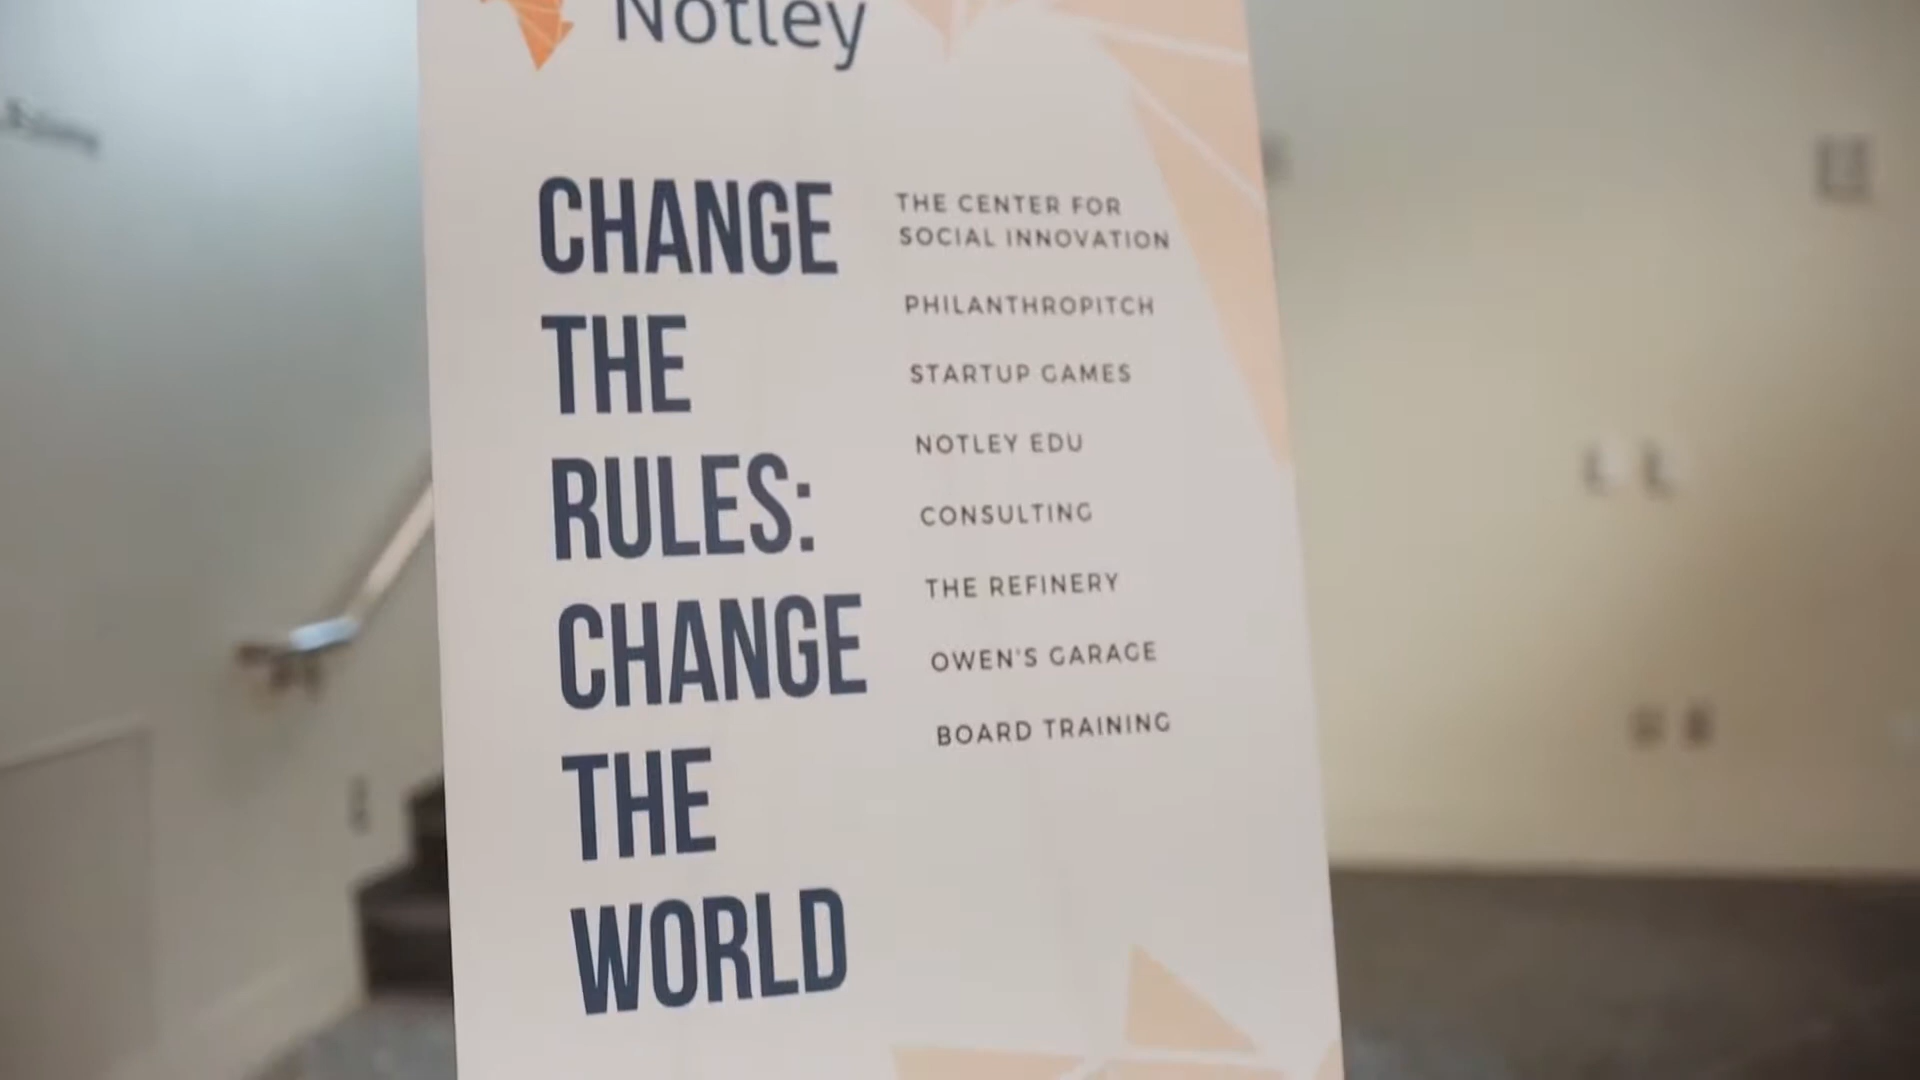 Notley
CHANGE
THE
RULES:
CHANGE
THE
WORLD
THE CENTER FOR
SOCIAL INNOVATION
PHILANTHROPITCH
STARTUP GAMES
NOTLEY EDU
CONSULTING
THE REFINERY
OWEN'S GARAGE
BOARD TRAINING